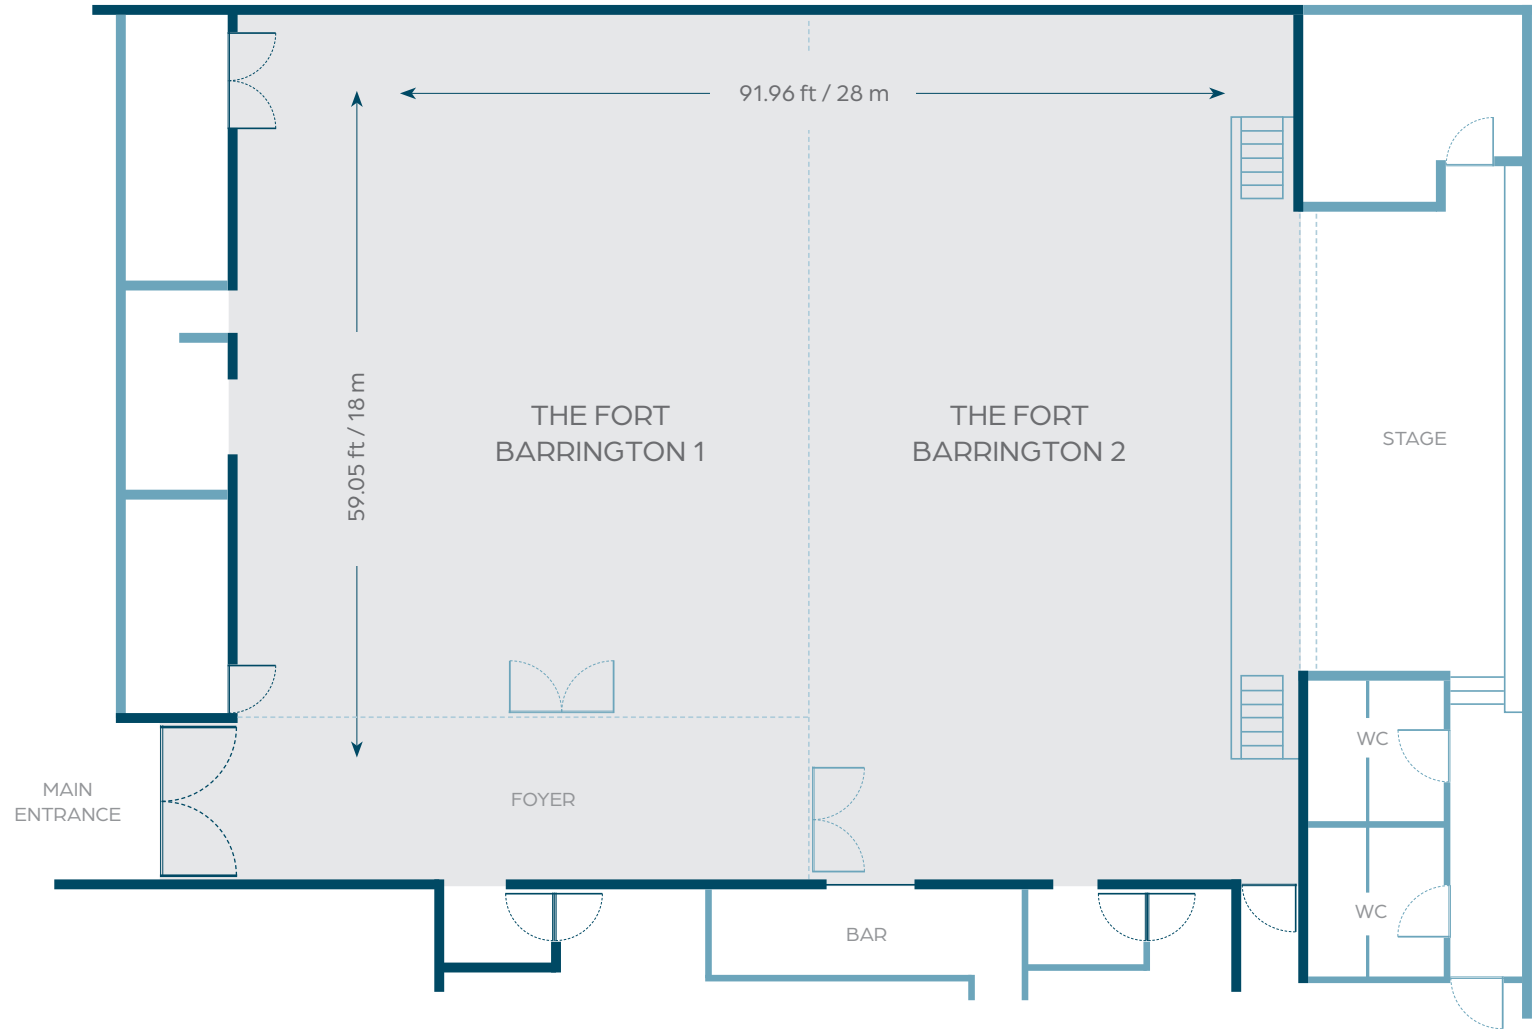 91.96 ft / 28 m
59.05 ft / 18 m
THE FORT
BARRINGTON 1
THE FORT
BARRINGTON 2
STAGE
WC
MAIN
ENTRANCE
FOYER
WC
BAR